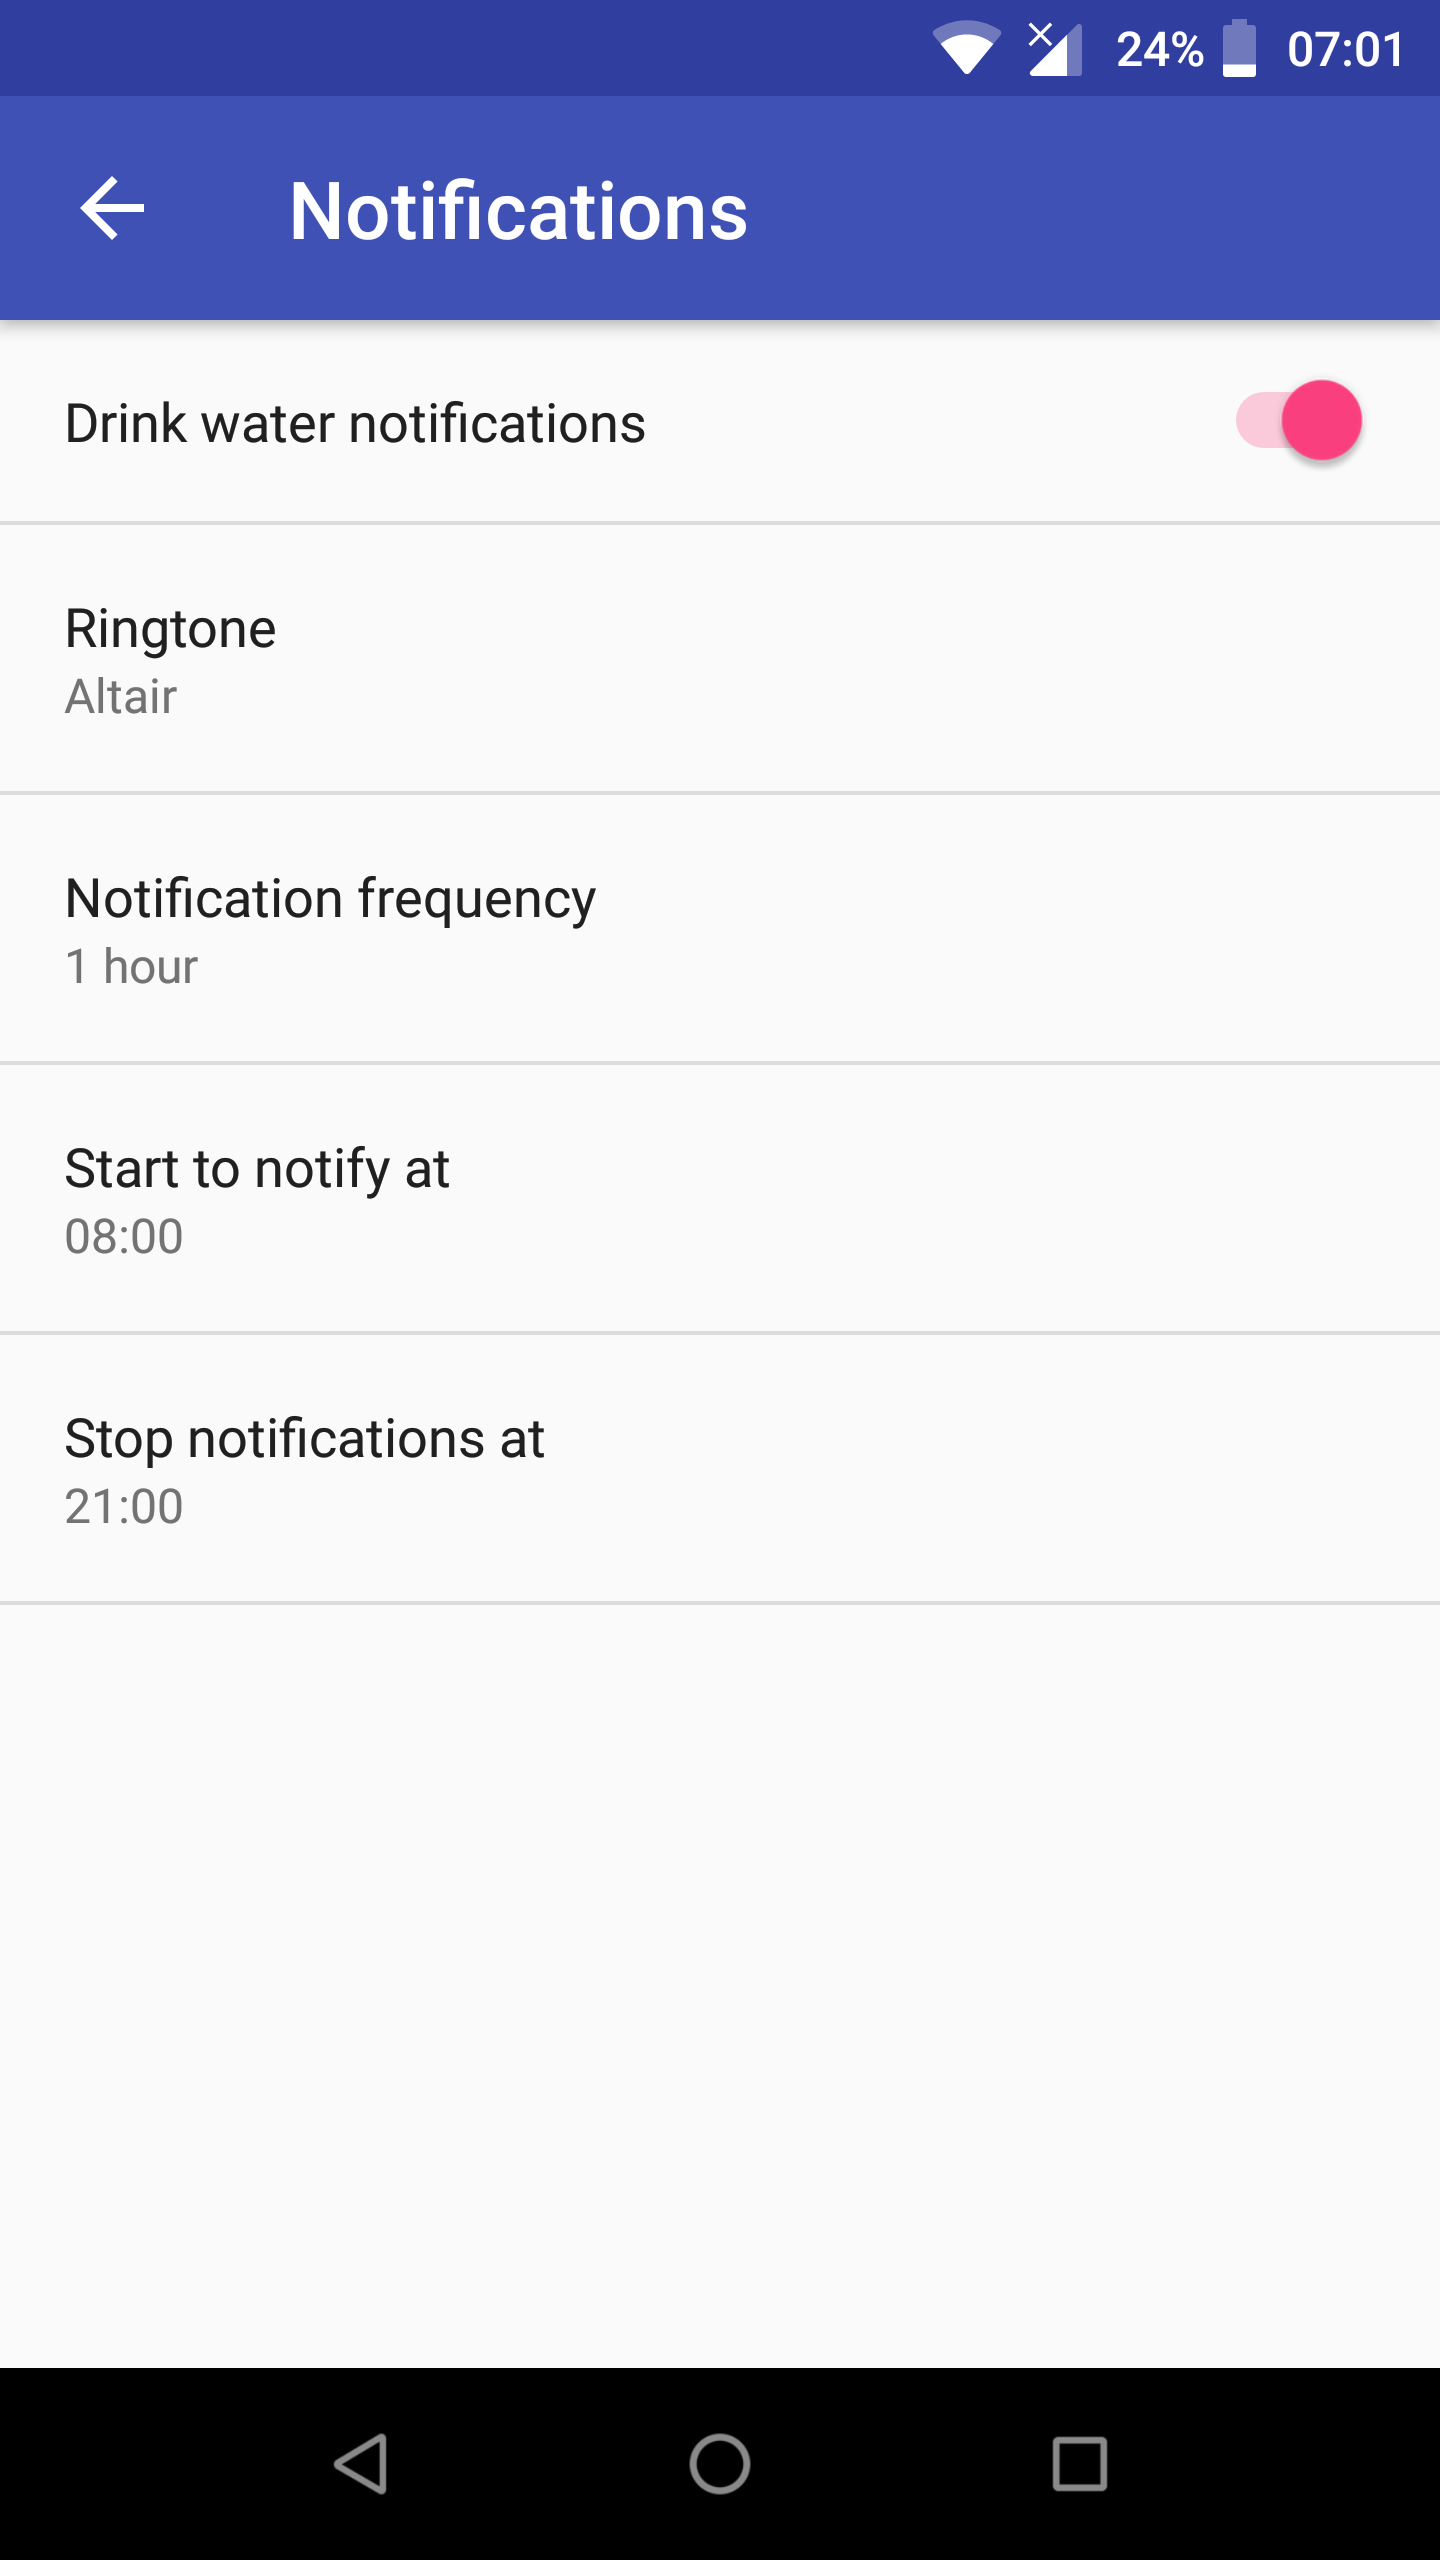 24% 07:01
Notifications
Drink water notifications
Ringtone
Altair
Notification frequency
1 hour
Start to notify at
08:00
Stop notifications at
21:00